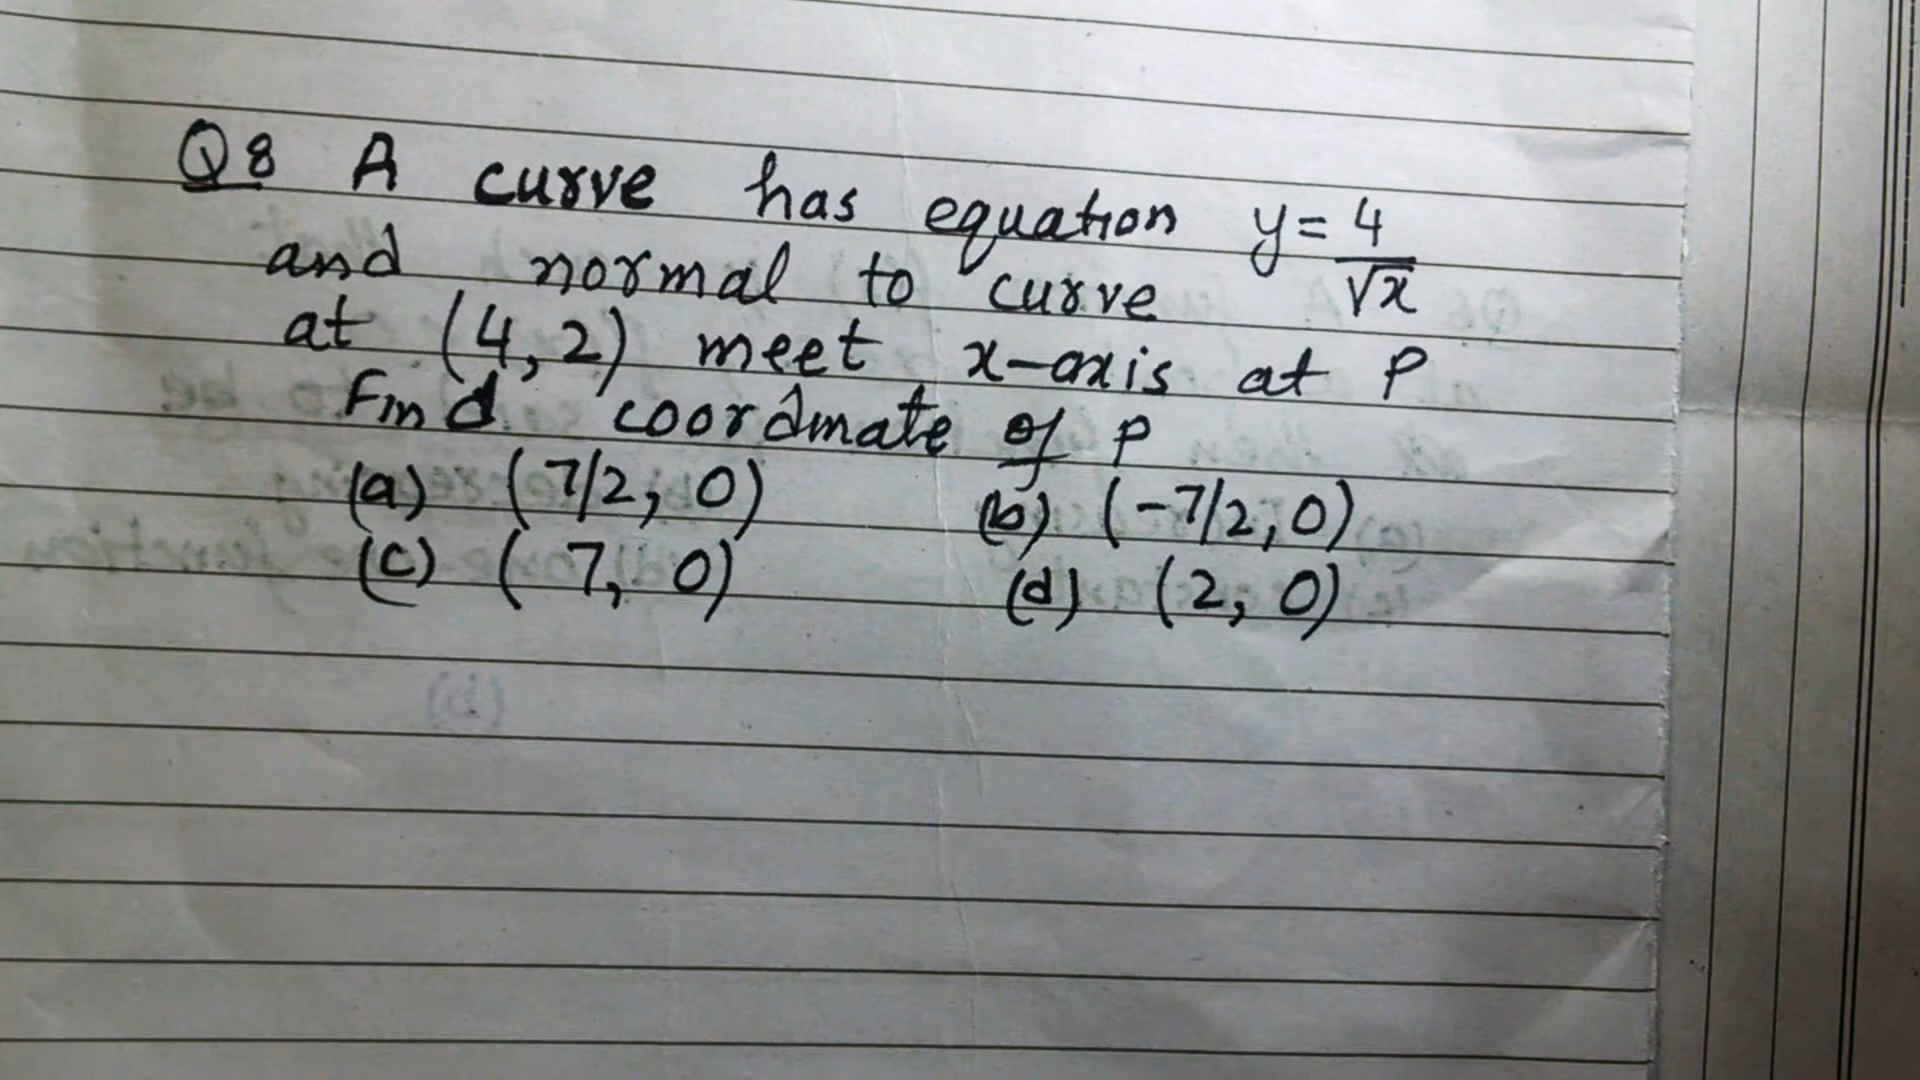 Q8 A curve has equation y = 4/√x
and normal to curve
at (4,2) meet x-axis at P
Find coordinate of P
(a) (7/2, 0) (b) (-7/2, 0)
(c) (7, 0) (d) (2, 0)